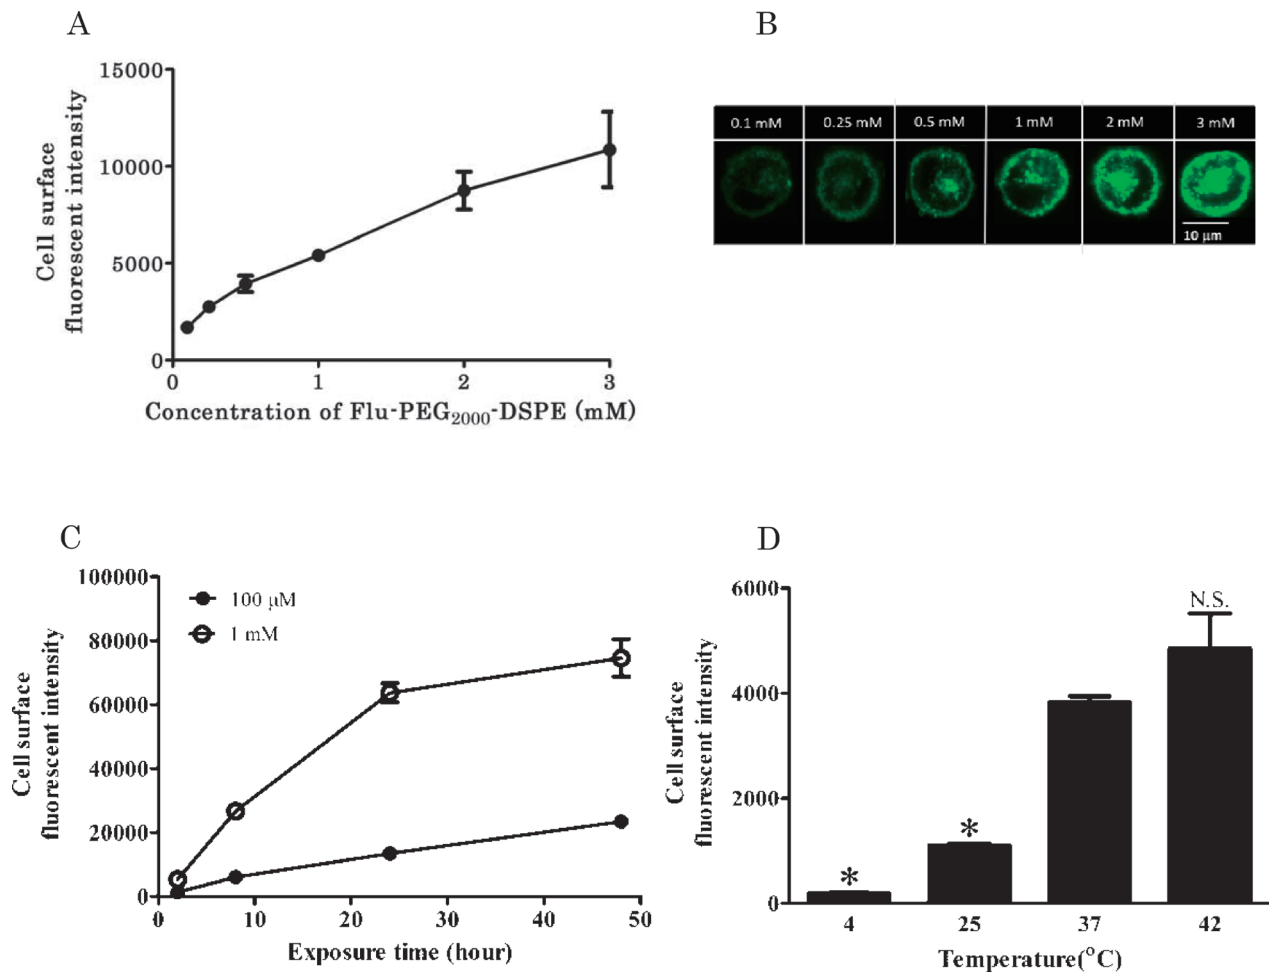 A
Cell surface
fluorescent intensity
15000
10000
5000
0
0 1 2 3
Concentration of Flu-PEG2000-DSPE (mM)
B
0.1 mM 0.25 mM 0.5 mM 1 mM 2 mM 3 mM
10 µm
C
Cell surface
fluorescent intensity
100000
80000
60000
40000
20000
0
100 µM
1 mM
0 10 20 30 40 50
Exposure time (hour)
D
Cell surface
fluorescent intensity
6000
4000
2000
0
*
*
N.S.
4 25 37 42
Temperature(°C)